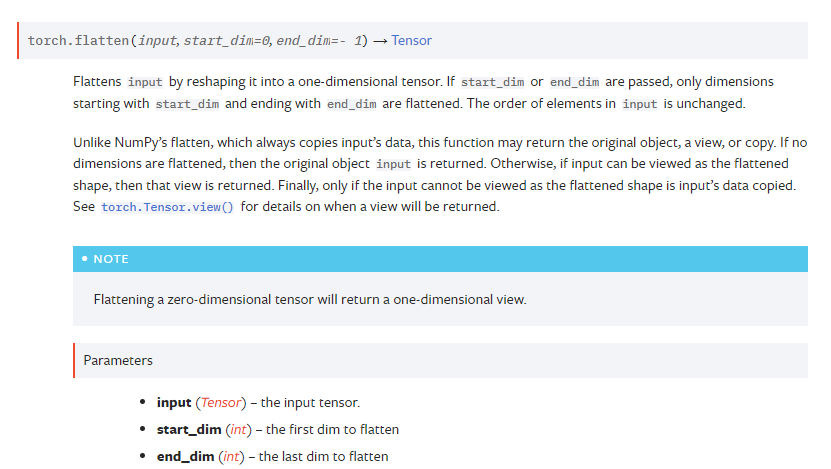 torch.flatten(input, start_dim=0, end_dim=- 1) → Tensor
Flattens input by reshaping it into a one-dimensional tensor. If start_dim or end_dim are passed, only dimensions
starting with start_dim and ending with end_dim are flattened. The order of elements in input is unchanged.
Unlike NumPy’s flatten, which always copies input’s data, this function may return the original object, a view, or copy. If no
dimensions are flattened, then the original object input is returned. Otherwise, if input can be viewed as the flattened
shape, then that view is returned. Finally, only if the input cannot be viewed as the flattened shape is input’s data copied.
See torch.Tensor.view() for details on when a view will be returned.
• NOTE
Flattening a zero-dimensional tensor will return a one-dimensional view.
Parameters
• input (Tensor) – the input tensor.
• start_dim (int) – the first dim to flatten
• end_dim (int) – the last dim to flatten